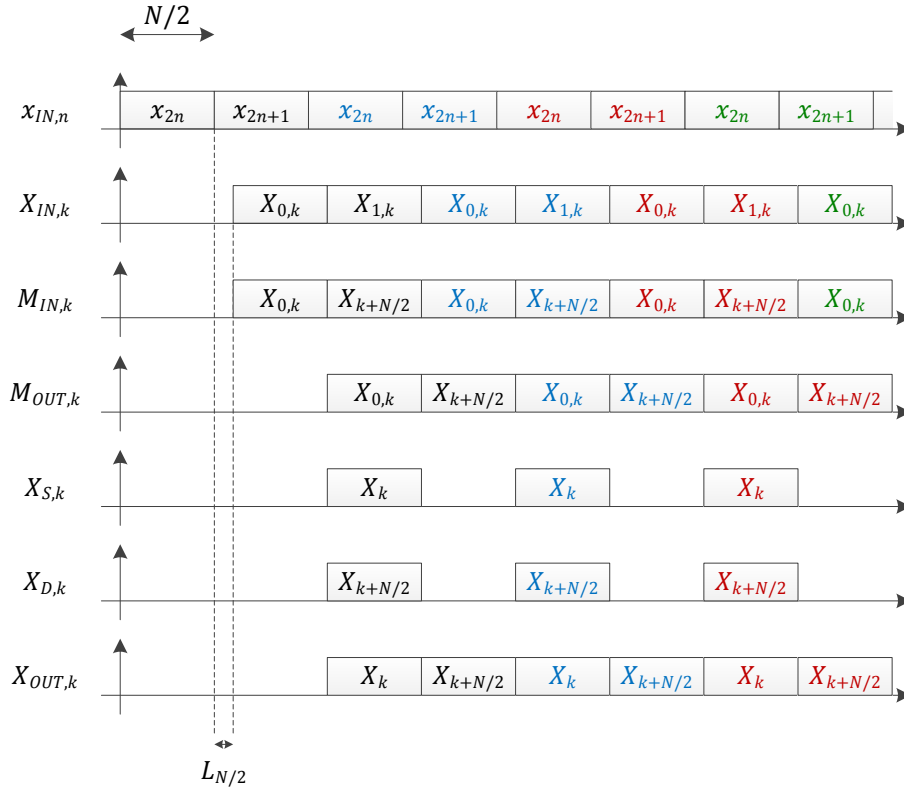 N/2
x_{IN,n} x_{2n} x_{2n+1} x_{2n} x_{2n+1} x_{2n} x_{2n+1} x_{2n} x_{2n+1}
X_{IN,k} X_{0,k} X_{1,k} X_{0,k} X_{1,k} X_{0,k} X_{1,k} X_{0,k}
M_{IN,k} X_{0,k} X_{k+N/2} X_{0,k} X_{k+N/2} X_{0,k} X_{k+N/2} X_{0,k}
M_{OUT,k} X_{0,k} X_{k+N/2} X_{0,k} X_{k+N/2} X_{0,k} X_{k+N/2}
X_{S,k} X_k X_k X_k
X_{D,k} X_{k+N/2} X_{k+N/2} X_{k+N/2}
X_{OUT,k} X_k X_{k+N/2} X_k X_{k+N/2} X_k X_{k+N/2}
L_{N/2}